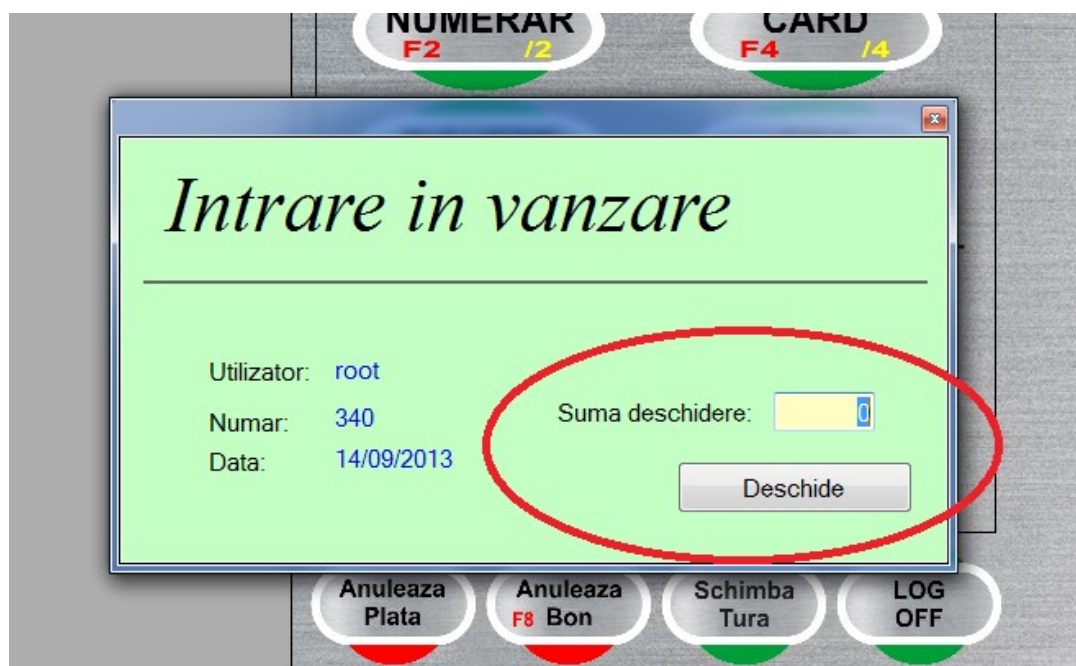 NUMERAR
F2 /2
CARD
F4 /4
Intrare in vanzare
Utilizator: root
Numar: 340
Data: 14/09/2013
Suma deschidere: 0
Deschide
Anuleaza
Plata
Anuleaza
F8 Bon
Schimba
Tura
LOG
OFF